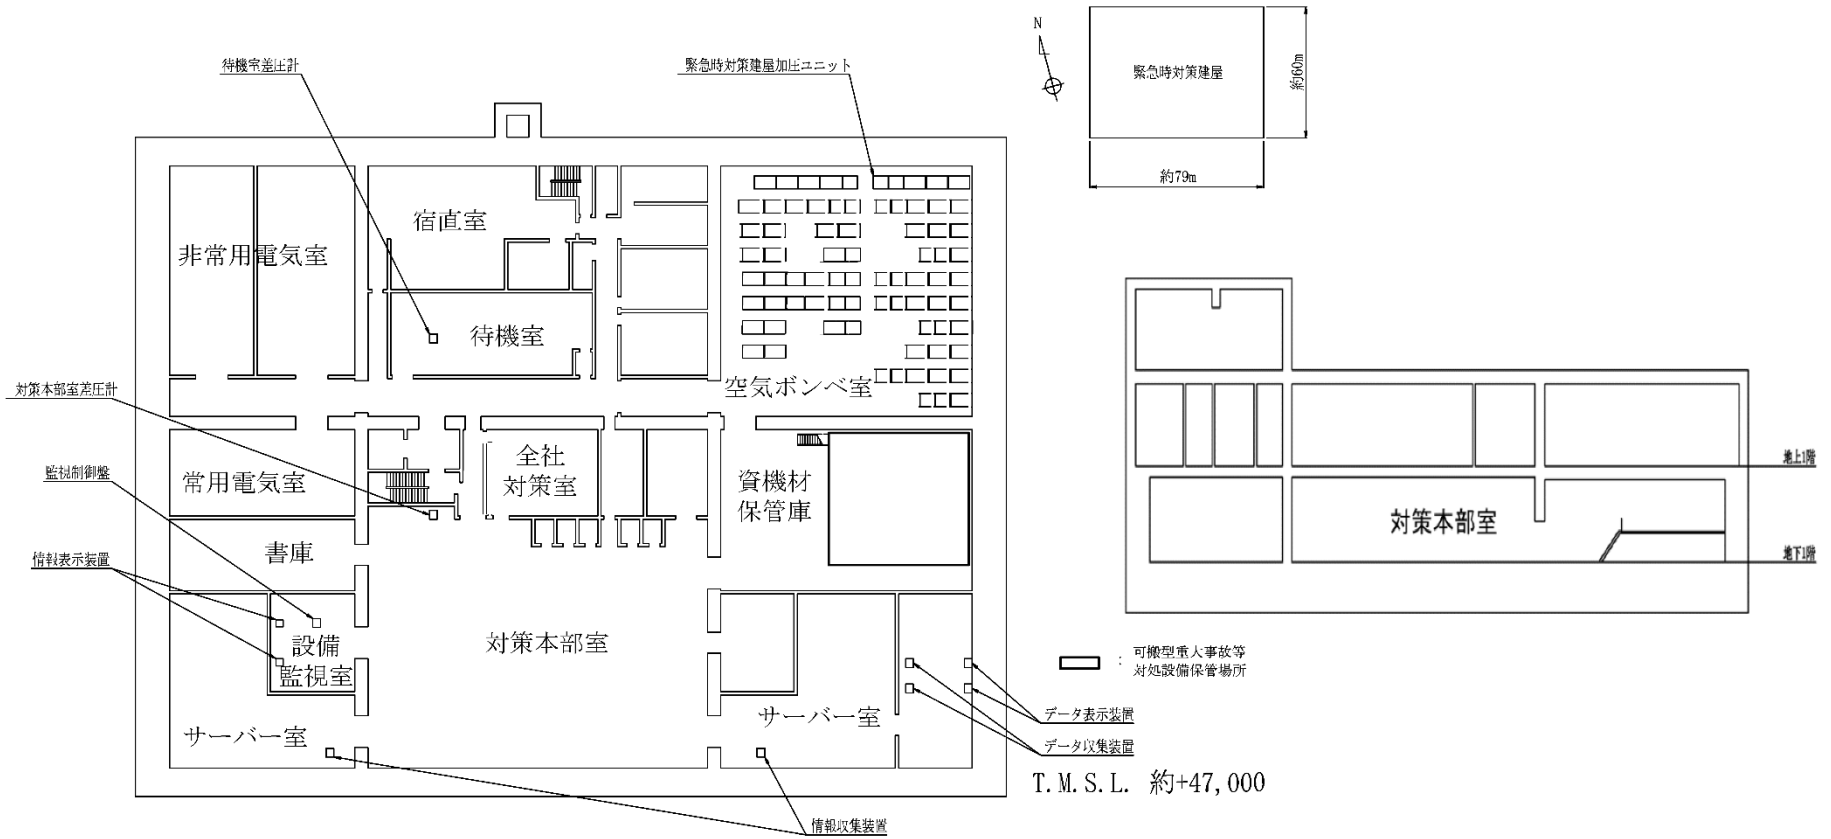 待機室差圧計
緊急時対策建屋加圧ユニット
N
緊急時対策建屋
約60m
約79m
宿直室
非常用電気室
待機室
空気ボンベ室
対策本部室差圧計
全社
対策室
監視制御盤
常用電気室
資機材
保管庫
地上1階
対策本部室
地下1階
書庫
情報表示装置
設備
監視室
対策本部室
:
可搬型重大事故等
対処設備保管場所
サーバー室
サーバー室
データ表示装置
データ収集装置
T.M.S.L. 約+47,000
情報収集装置